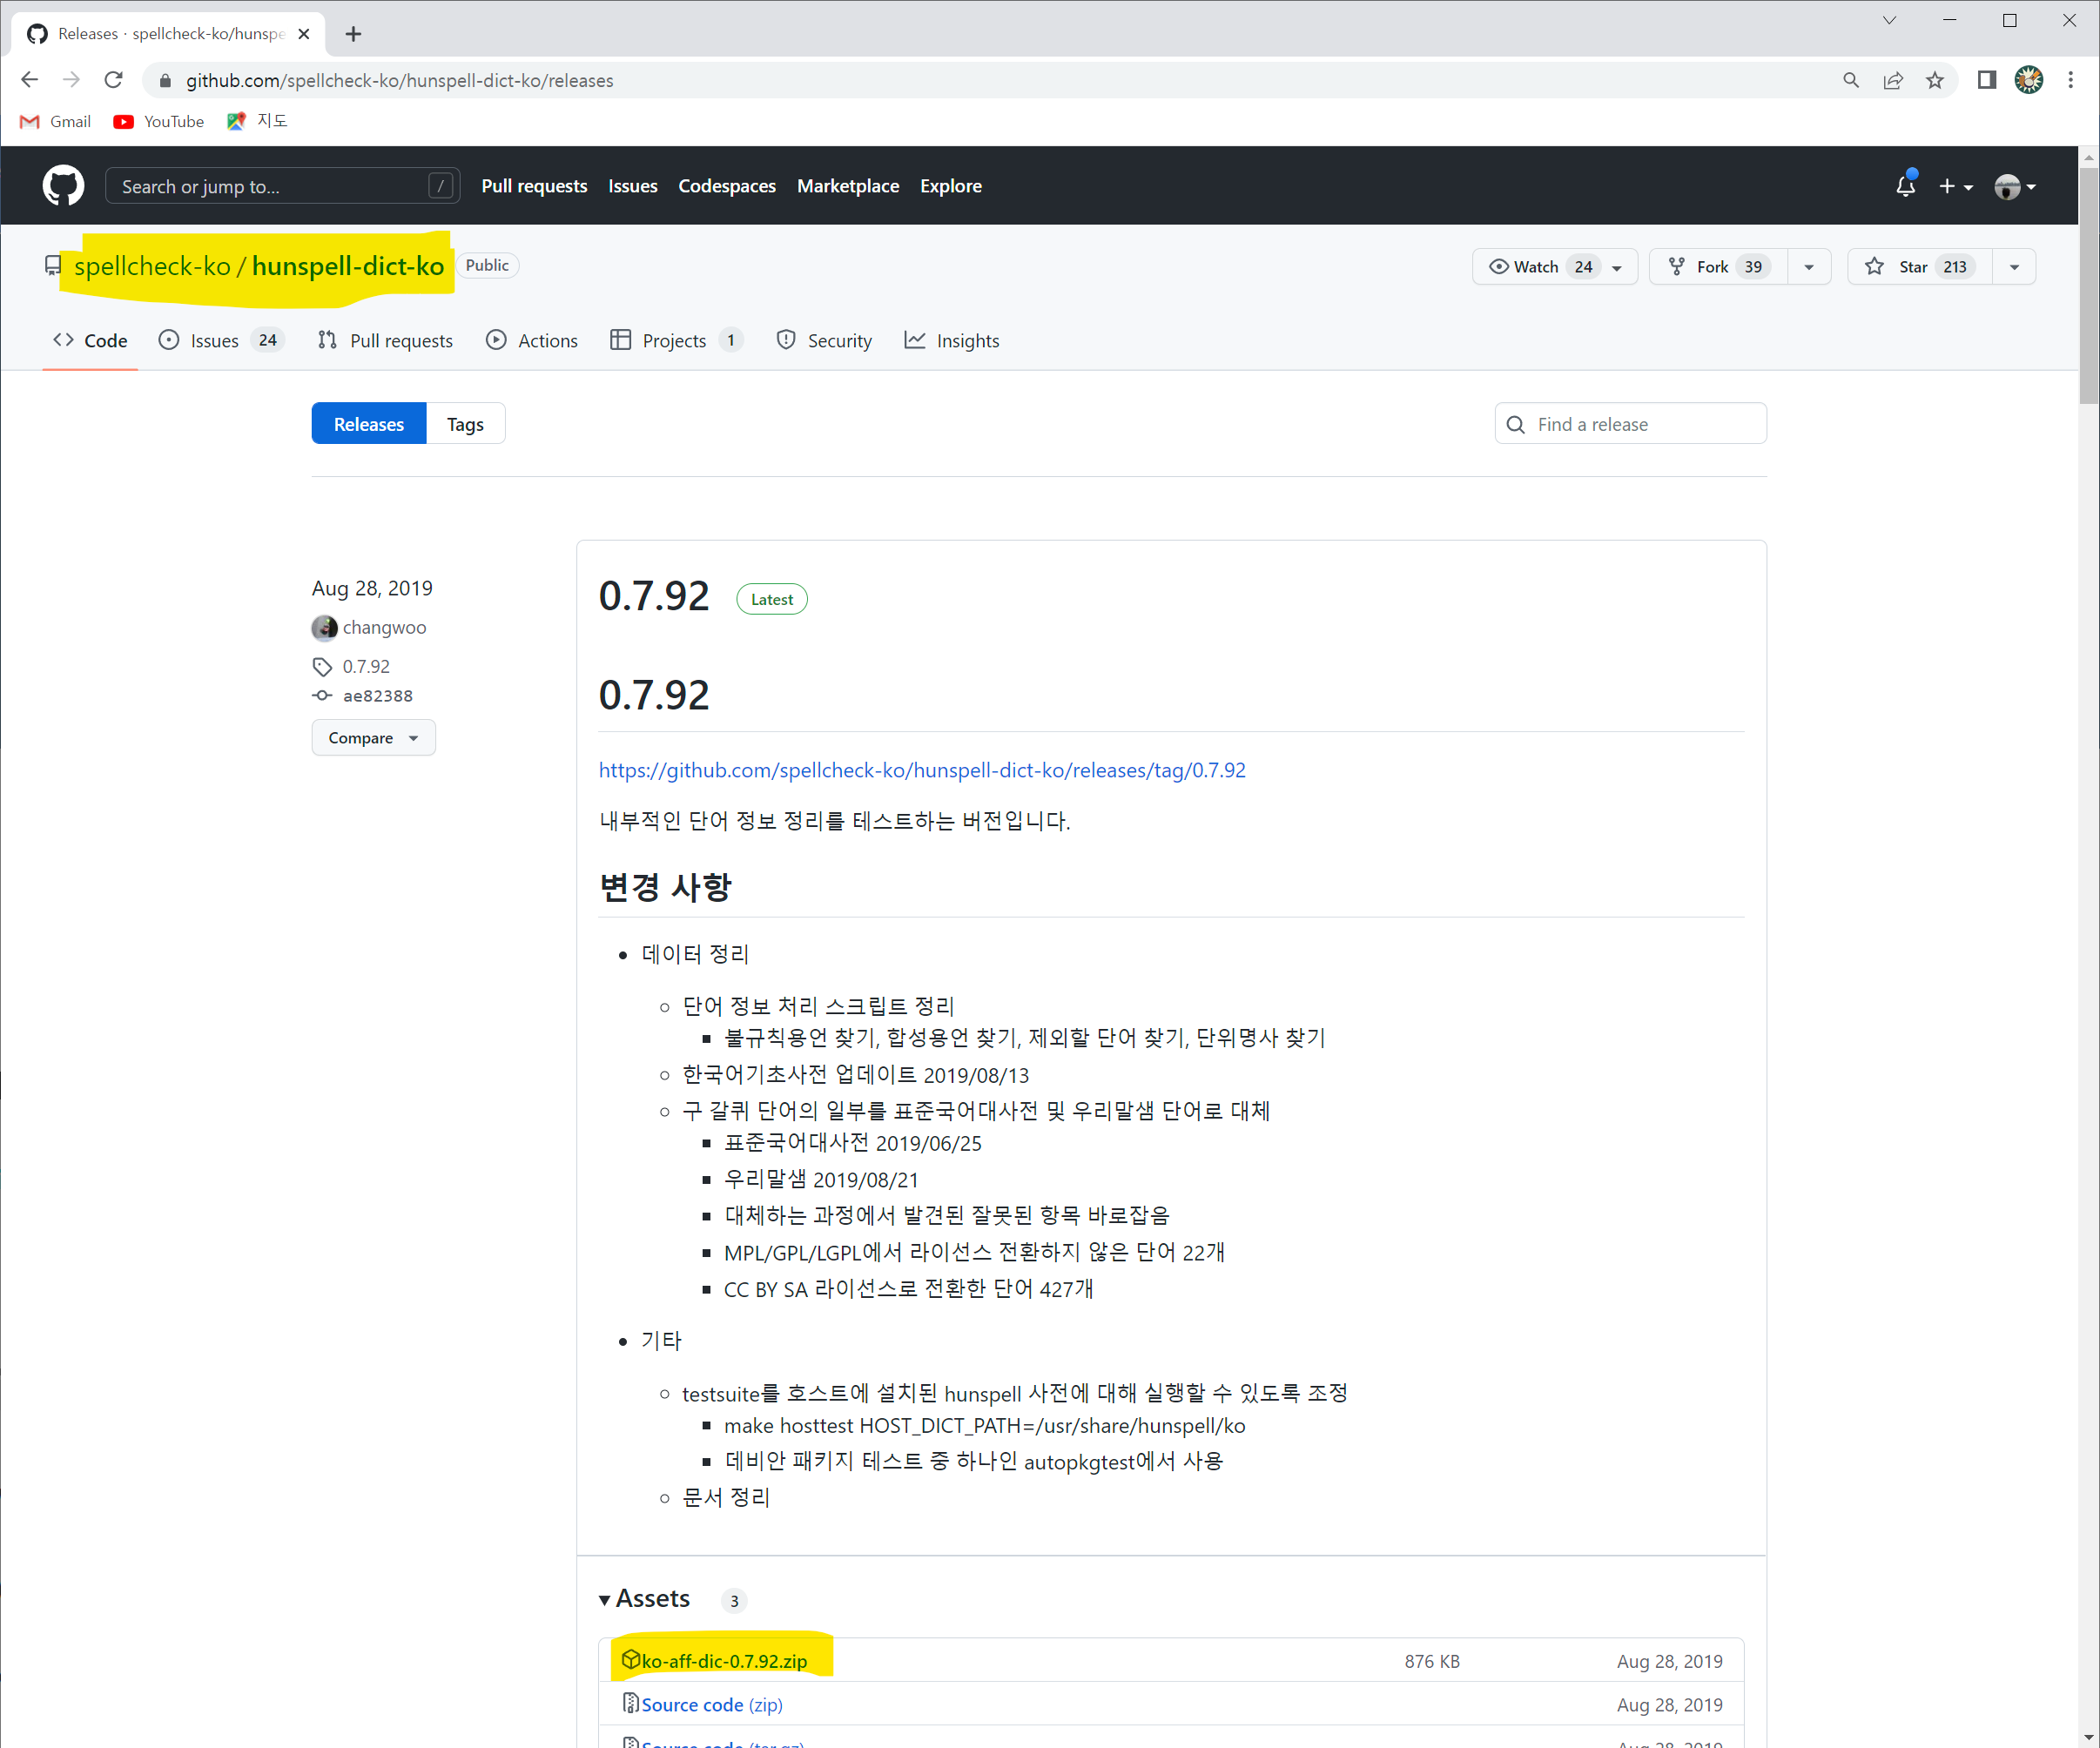 Releases · spellcheck-ko/hunspe
github.com/spellcheck-ko/hunspell-dict-ko/releases
Gmail YouTube 지도
Search or jump to... / Pull requests Issues Codespaces Marketplace Explore
spellcheck-ko / hunspell-dict-ko Public Watch 24 Fork 39 Star 213
Code Issues 24 Pull requests Actions Projects 1 Security Insights
Releases Tags Find a release
Aug 28, 2019
changwoo
0.7.92
ae82388
Compare
0.7.92 Latest
0.7.92
https://github.com/spellcheck-ko/hunspell-dict-ko/releases/tag/0.7.92
내부적인 단어 정보 정리를 테스트하는 버전입니다.
변경 사항
데이터 정리
단어 정보 처리 스크립트 정리
불규칙용언 찾기, 합성용언 찾기, 제외할 단어 찾기, 단위명사 찾기
한국어기초사전 업데이트 2019/08/13
구 갈퀴 단어의 일부를 표준국어대사전 및 우리말샘 단어로 대체
표준국어대사전 2019/06/25
우리말샘 2019/08/21
대체하는 과정에서 발견된 잘못된 항목 바로잡음
MPL/GPL/LGPL에서 라이선스 전환하지 않은 단어 22개
CC BY SA 라이선스로 전환한 단어 427개
기타
testsuite를 호스트에 설치된 hunspell 사전에 대해 실행할 수 있도록 조정
make hosttest HOST_DICT_PATH=/usr/share/hunspell/ko
데비안 패키지 테스트 중 하나인 autopkgtest에서 사용
문서 정리
Assets 3
ko-aff-dic-0.7.92.zip 876 KB Aug 28, 2019
Source code (zip) Aug 28, 2019
Source code (tar.gz) Aug 28, 2019